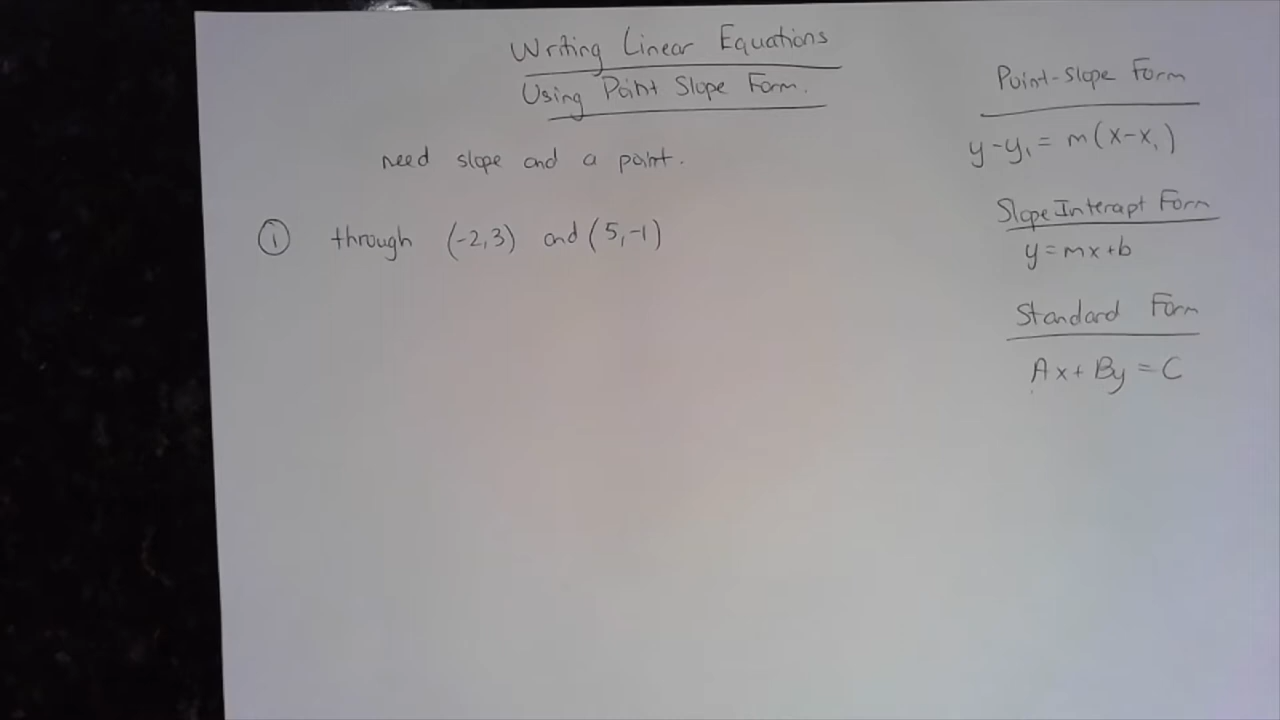 Writing Linear Equations
Using Point Slope Form.
need slope and a point.
① through (-2,3) and (5,-1)
Point-Slope Form
y-y₁ = m(x-x₁)
Slope Intercept Form
y=mx+b
Standard Form
Ax+By=C